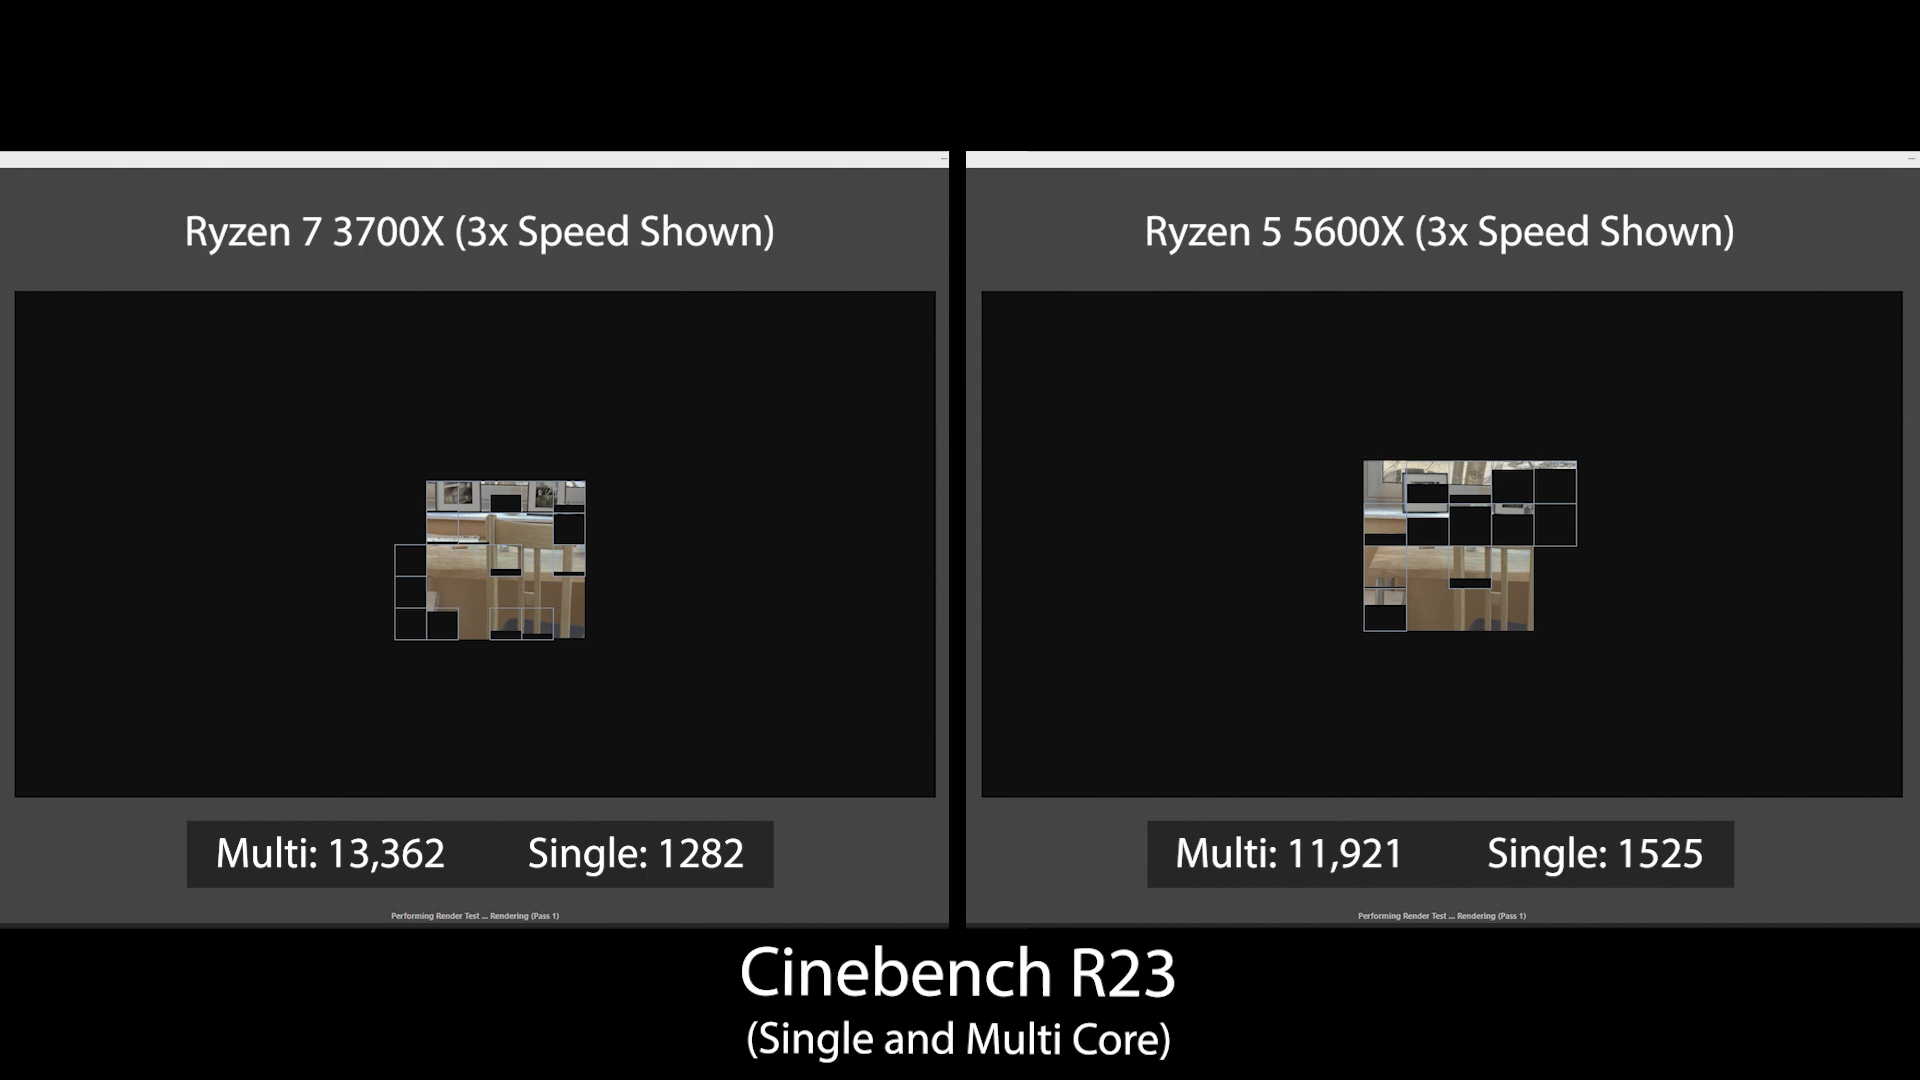 Ryzen 7 3700X (3x Speed Shown)
Multi: 13,362 Single: 1282
Performing Render Test ... Rendering (Pass 1)
Ryzen 5 5600X (3x Speed Shown)
Multi: 11,921 Single: 1525
Performing Render Test ... Rendering (Pass 1)
Cinebench R23
(Single and Multi Core)